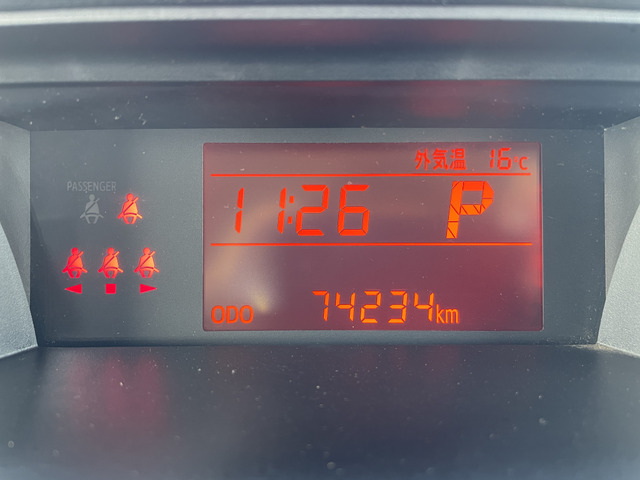 PASSENGER
外気温 16°C
11:26 P
ODO 74234km